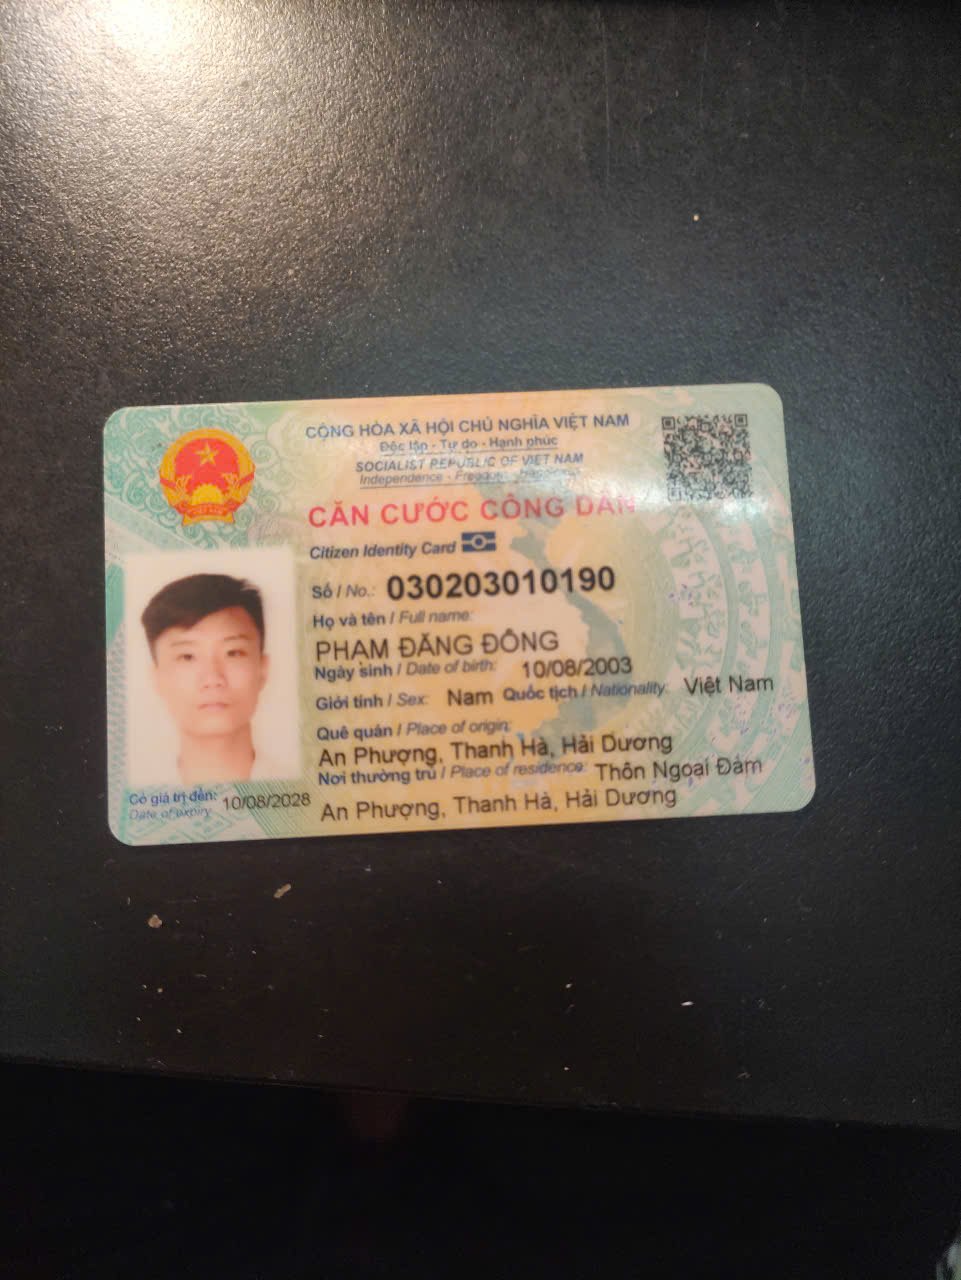 CỘNG HÒA XÃ HỘI CHỦ NGHĨA VIỆT NAM
Độc lập - Tự do - Hạnh phúc
SOCIALIST REPUBLIC OF VIET NAM
Independence - Freedom - Happiness
CĂN CƯỚC CÔNG DÂN
Citizen Identity Card
Số / No.: 030203010190
Họ và tên / Full name:
PHẠM ĐĂNG ĐÔNG
Ngày sinh / Date of birth: 10/08/2003
Giới tính / Sex: Nam Quốc tịch / Nationality: Việt Nam
Quê quán / Place of origin:
An Phượng, Thanh Hà, Hải Dương
Nơi thường trú / Place of residence: Thôn Ngoại Đàm
An Phượng, Thanh Hà, Hải Dương
Có giá trị đến: 10/08/2028
Date of expiry